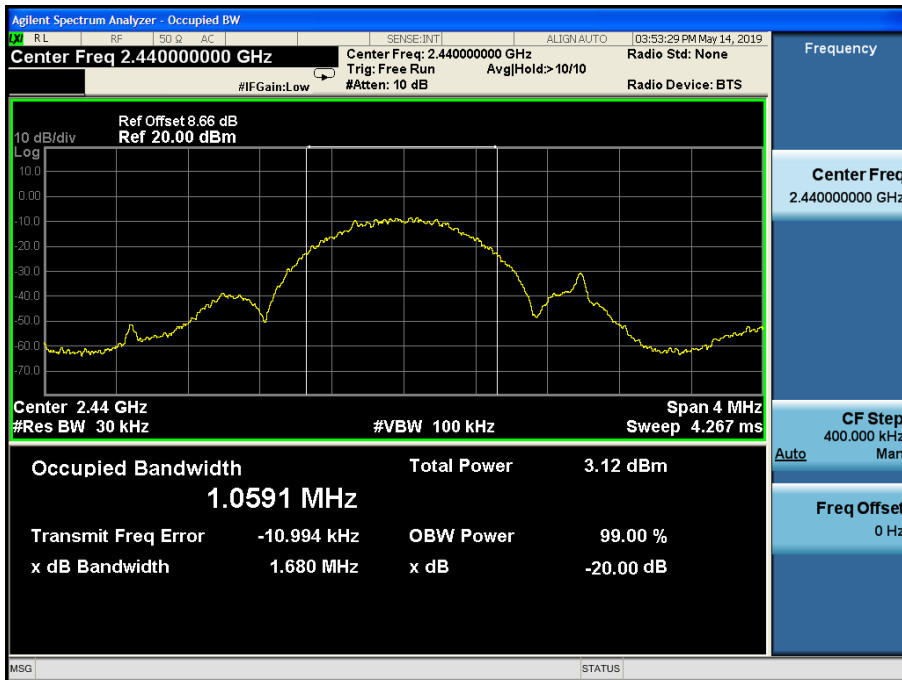 Agilent Spectrum Analyzer - Occupied BW
LXI RL RF 50 Ω AC SENSE:INT ALIGN AUTO 03:53:29 PM May 14, 2019
Center Freq 2.440000000 GHz
Center Freq: 2.440000000 GHz Radio Std: None
Trig: Free Run Avg|Hold:> 10/10
#IFGain:Low #Atten: 10 dB Radio Device: BTS
Ref Offset 8.66 dB
10 dB/div Ref 20.00 dBm
Log
10.0
0.00
-10.0
-20.0
-30.0
-40.0
-50.0
-60.0
-70.0
Center 2.44 GHz Span 4 MHz
#Res BW 30 kHz #VBW 100 kHz Sweep 4.267 ms
Occupied Bandwidth Total Power 3.12 dBm
1.0591 MHz
Transmit Freq Error -10.994 kHz OBW Power 99.00 %
x dB Bandwidth 1.680 MHz x dB -20.00 dB
MSG STATUS
Frequency
Center Freq
2.440000000 GHz
CF Step
400.000 kHz
Auto Man
Freq Offset
0 Hz